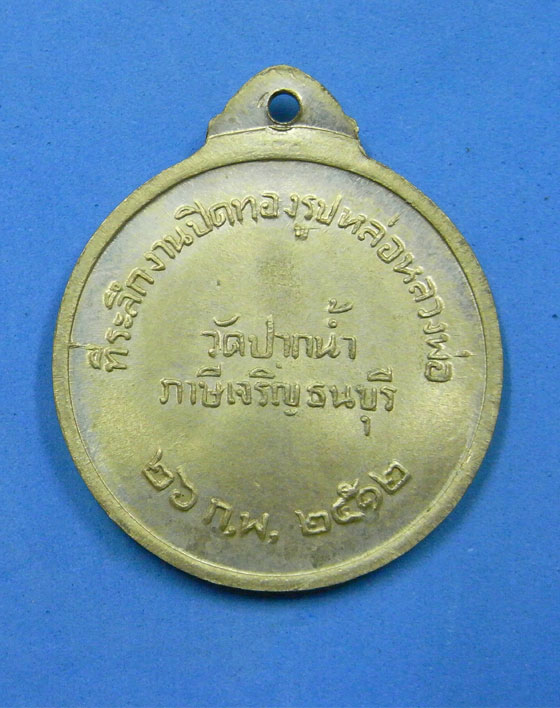 ที่ระลึกงานปิดทองรูปหล่อหลวงพ่อ
วัดปากน้ำ
ภาษีเจริญ ธนบุรี
๒๖ ก.พ. ๒๕๑๒